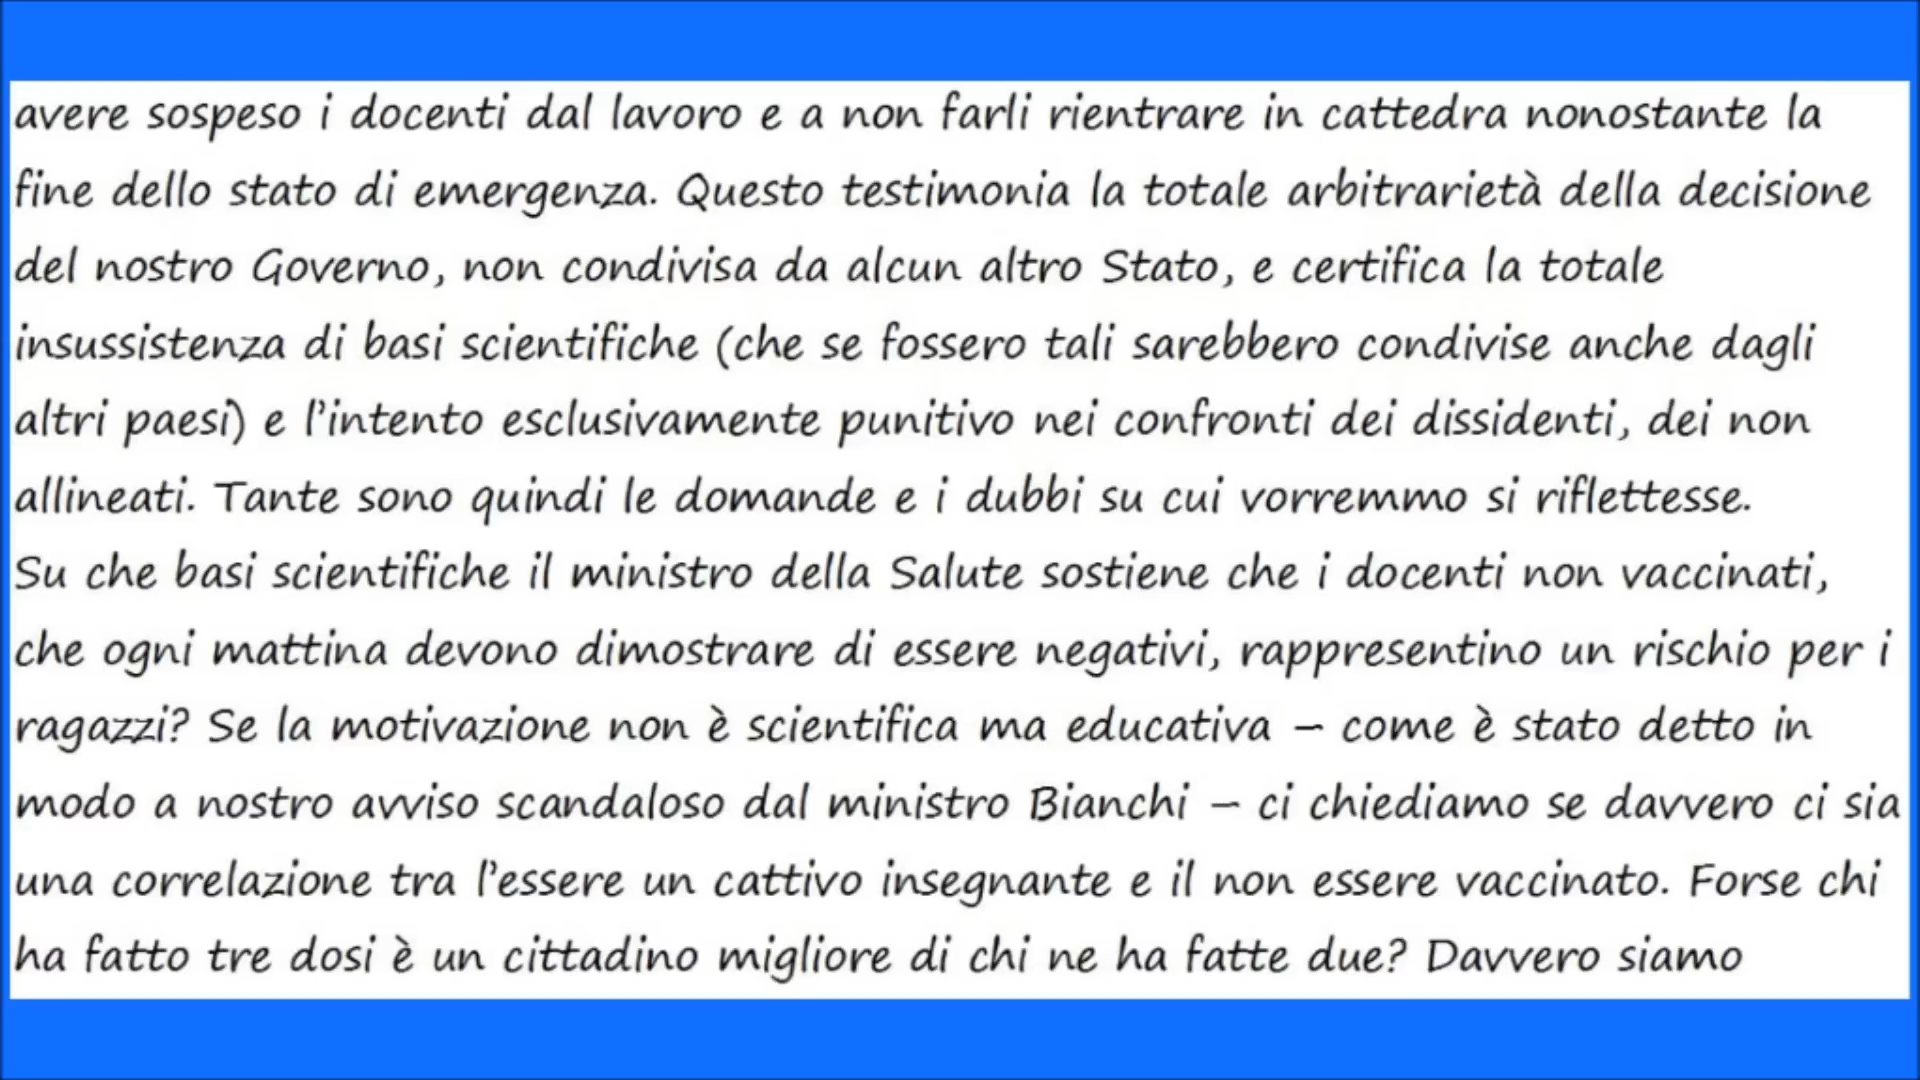 avere sospeso i docenti dal lavoro e a non farli rientrare in cattedra nonostante la
fine dello stato di emergenza. Questo testimonia la totale arbitrarietà della decisione
del nostro Governo, non condivisa da alcun altro Stato, e certifica la totale
insussistenza di basi scientifiche (che se fossero tali sarebbero condivise anche dagli
altri paesi) e l'intento esclusivamente punitivo nei confronti dei dissidenti, dei non
allineati. Tante sono quindi le domande e i dubbi su cui vorremmo si riflettesse.
Su che basi scientifiche il ministro della Salute sostiene che i docenti non vaccinati,
che ogni mattina devono dimostrare di essere negativi, rappresentino un rischio per i
ragazzi? Se la motivazione non è scientifica ma educativa – come è stato detto in
modo a nostro avviso scandaloso dal ministro Bianchi – ci chiediamo se davvero ci sia
una correlazione tra l'essere un cattivo insegnante e il non essere vaccinato. Forse chi
ha fatto tre dosi è un cittadino migliore di chi ne ha fatte due? Davvero siamo